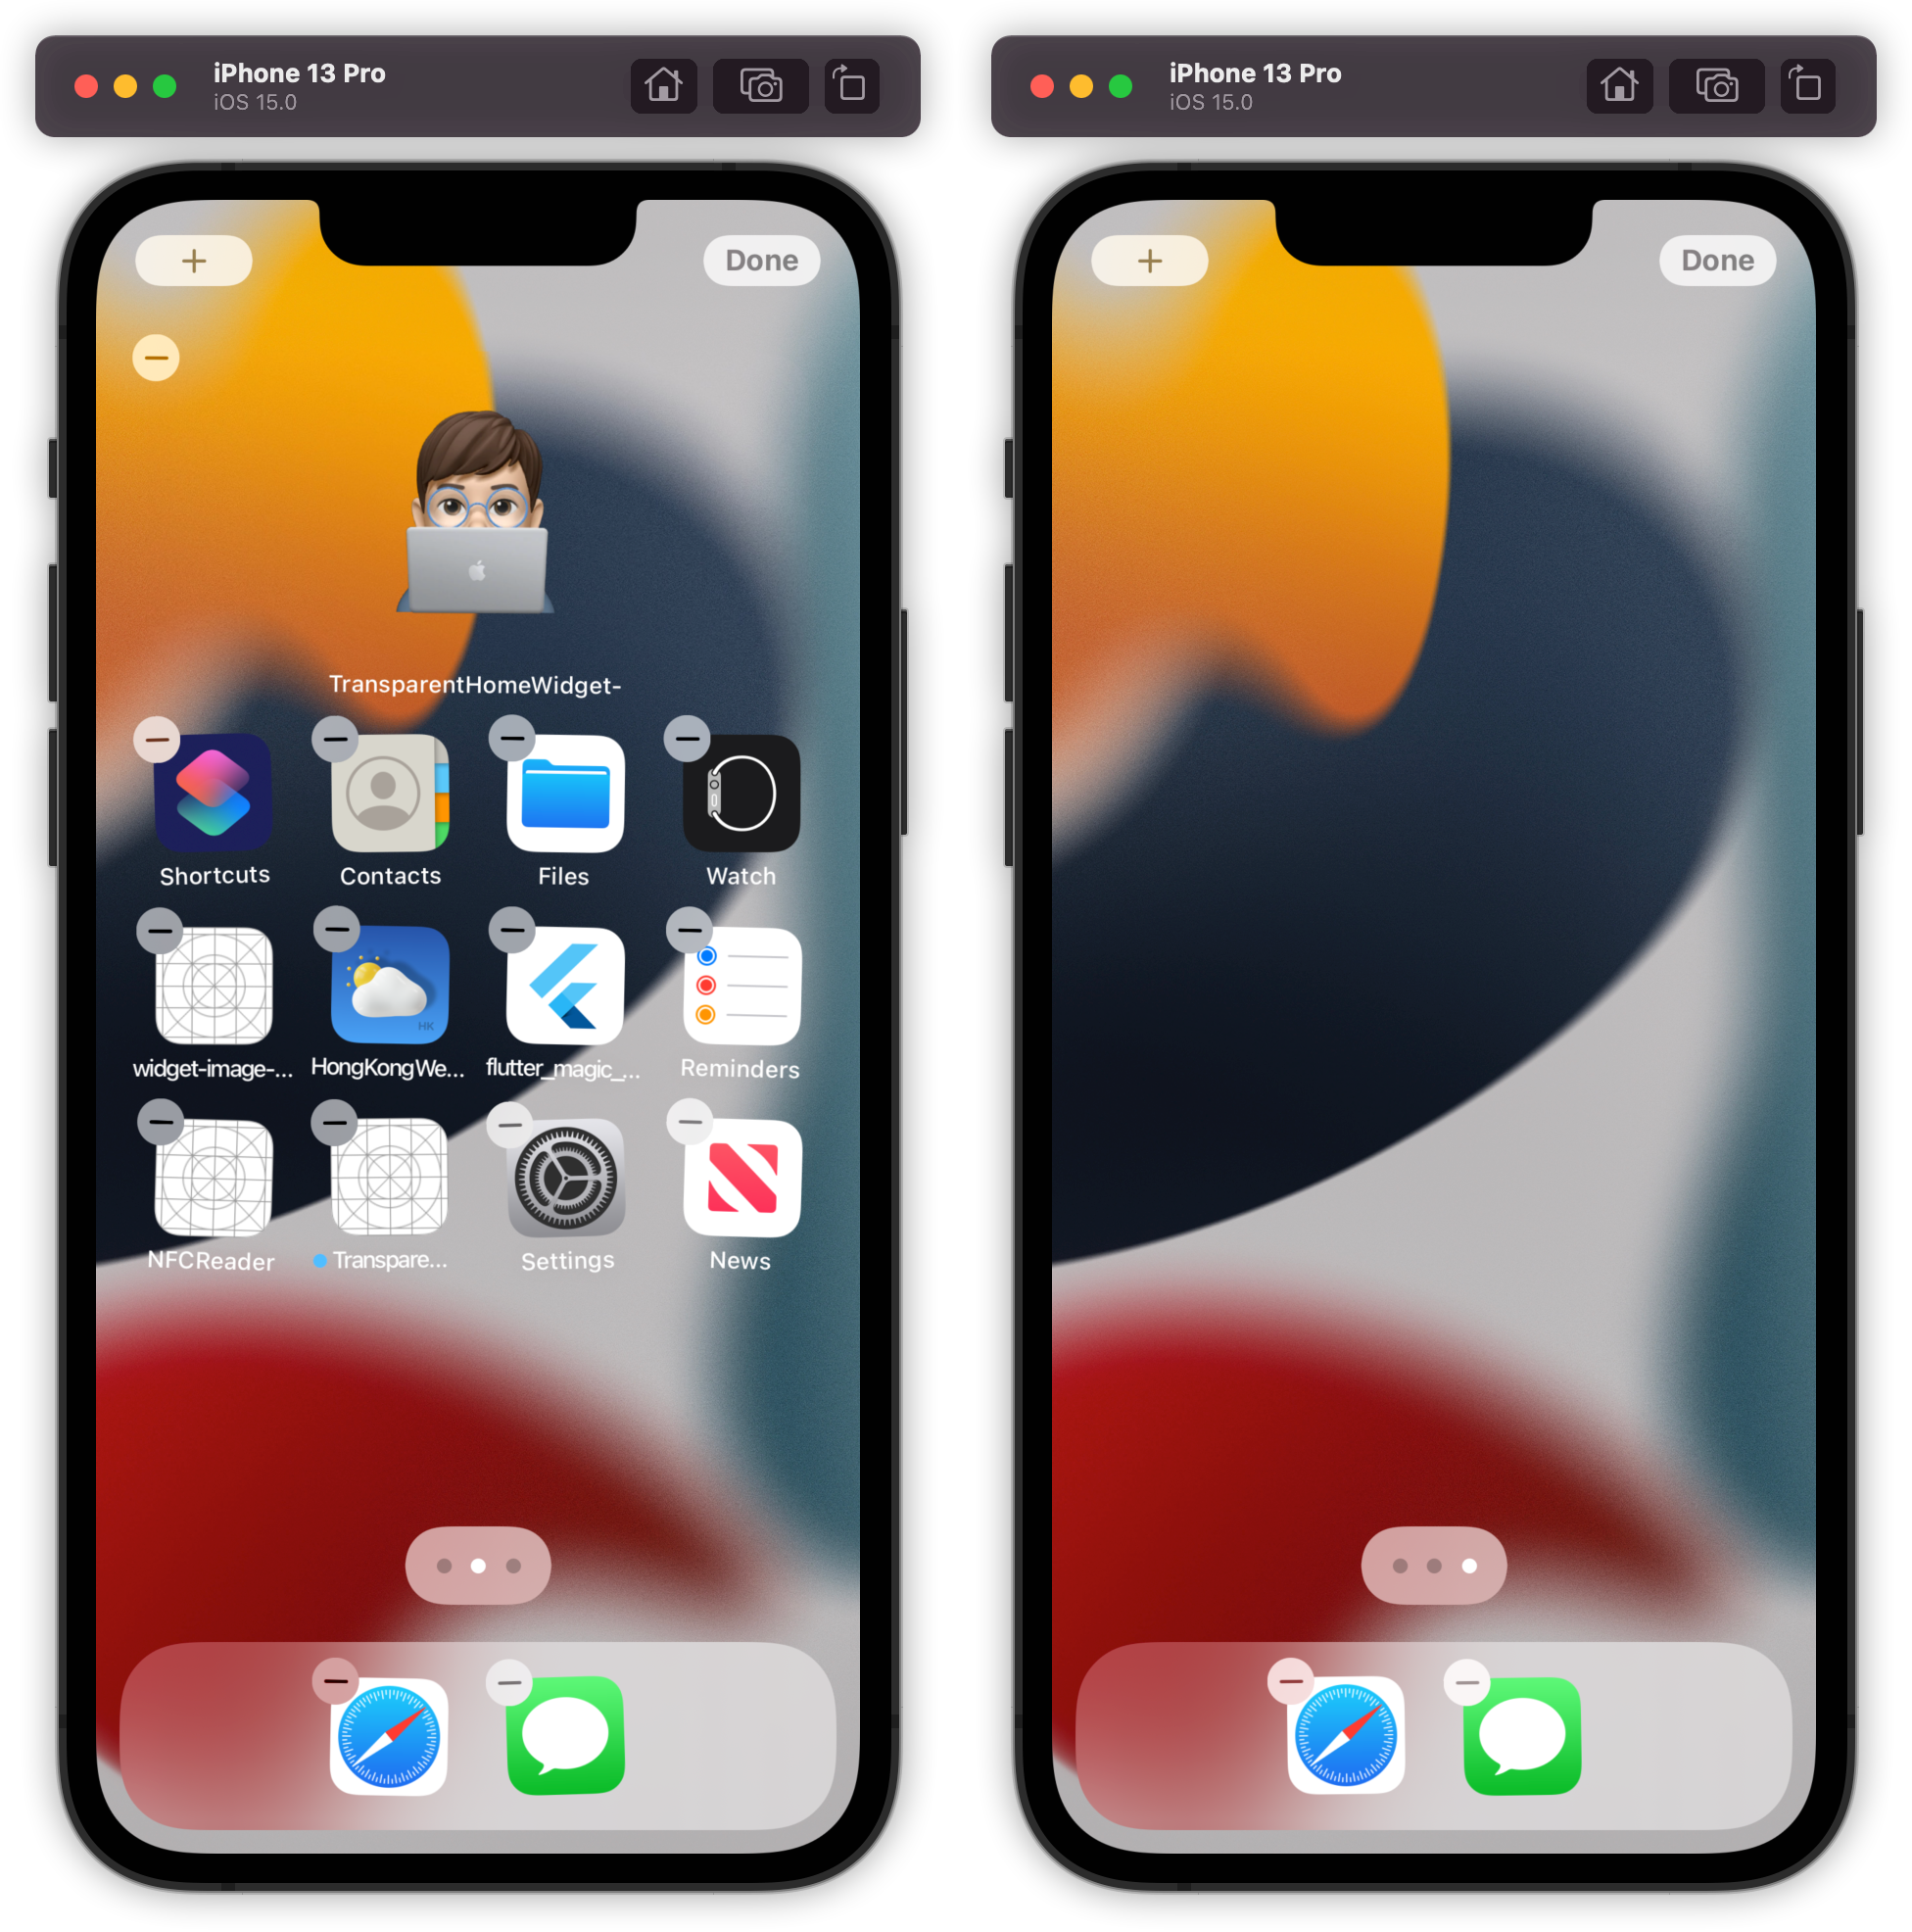 iPhone 13 Pro
iOS 15.0
Done
TransparentHomeWidget-
Shortcuts
Contacts
Files
Watch
widget-image-...
HongKongWe...
flutter_magic_...
Reminders
HK
NFCReader
Transpare...
Settings
News
iPhone 13 Pro
iOS 15.0
Done